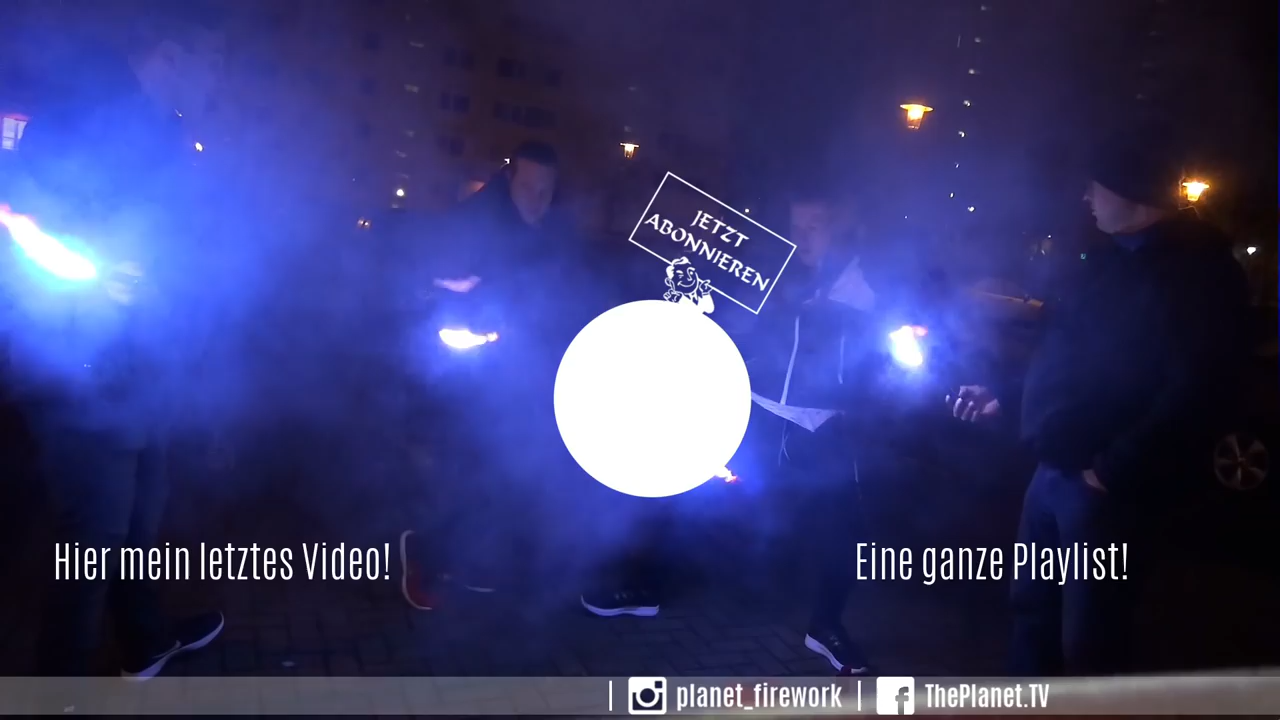 JETZT
ABONNIEREN
Hier mein letztes Video!
Eine ganze Playlist!
| planet_firework | ThePlanet.TV